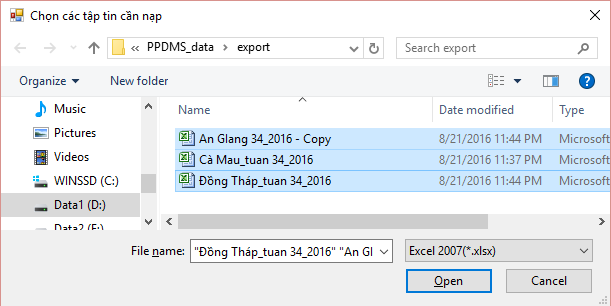 Chọn các tập tin cần nạp
« PPDMS_data › export
Search export
Organize
New folder
Name
Date modified
Type
Music
Pictures
Videos
WINSSD (C:)
Data1 (D:)
Data2 (E:)
An Glang 34_2016 - Copy 8/21/2016 11:44 PM Microsoft
Cà Mau_tuan 34_2016 8/21/2016 11:37 PM Microsoft
Đồng Tháp_tuan 34_2016 8/21/2016 11:44 PM Microsoft
File name: "Đồng Tháp_tuan 34_2016" "An Gl
Excel 2007(*.xlsx)
Open
Cancel